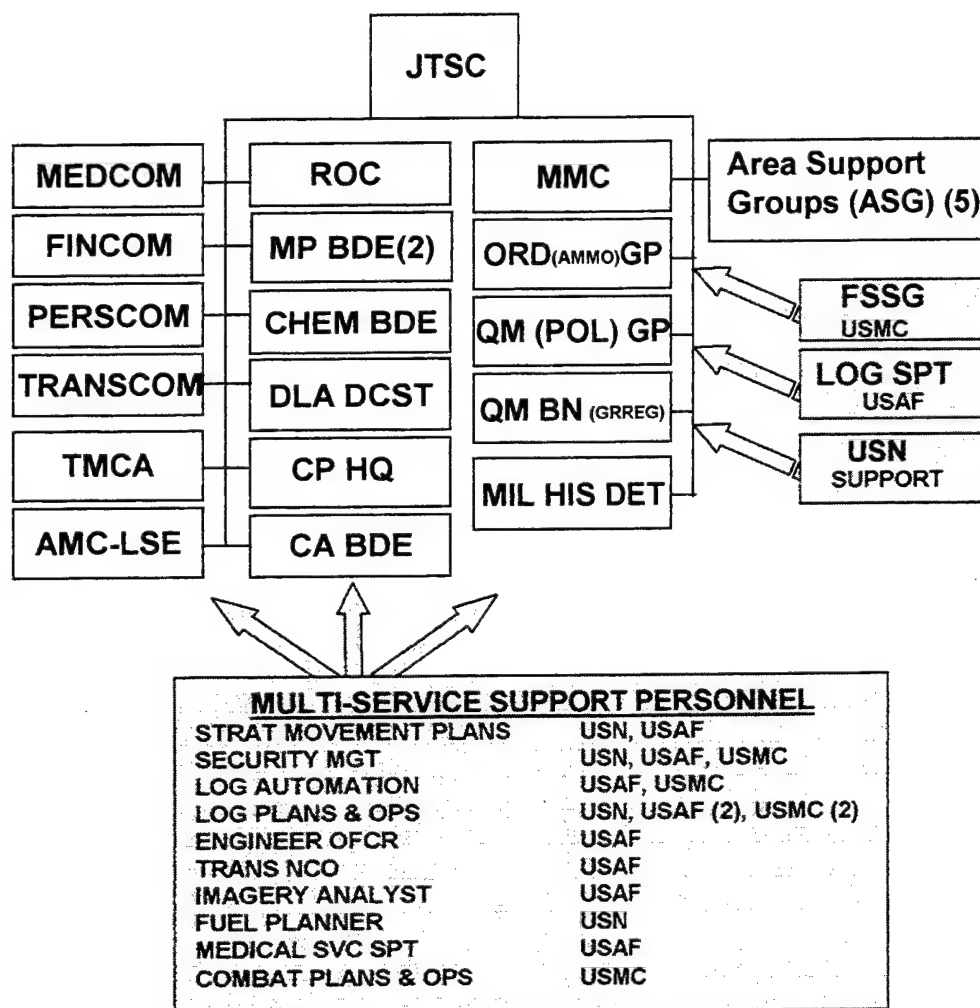 JTSC
MEDCOM
FINCOM
PERSCOM
TRANSCOM
TMCA
AMC-LSE
ROC
MP BDE(2)
CHEM BDE
DLA DCST
CP HQ
CA BDE
MMC
ORD(AMMO)GP
QM (POL) GP
QM BN (GRREG)
MIL HIS DET
Area Support
Groups (ASG) (5)
FSSG
USMC
LOG SPT
USAF
USN
SUPPORT
MULTI-SERVICE SUPPORT PERSONNEL
STRAT MOVEMENT PLANS USN, USAF
SECURITY MGT USN, USAF, USMC
LOG AUTOMATION USAF, USMC
LOG PLANS & OPS USN, USAF (2), USMC (2)
ENGINEER OFCR USAF
TRANS NCO USAF
IMAGERY ANALYST USAF
FUEL PLANNER USN
MEDICAL SVC SPT USAF
COMBAT PLANS & OPS USMC